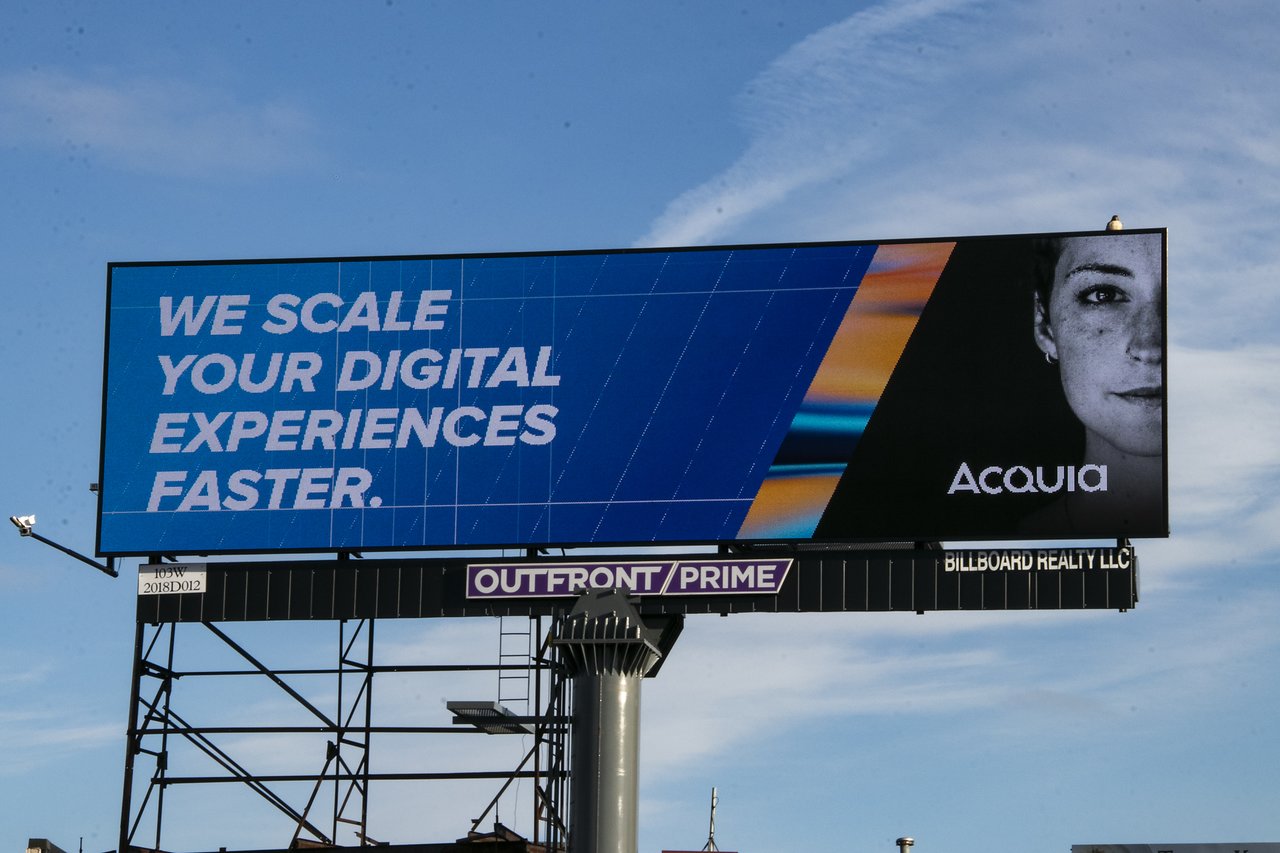 WE SCALE
YOUR DIGITAL
EXPERIENCES
FASTER.
ACQUIA
103W
2018D012
OUTFRONT/PRIME
BILLBOARD REALTY LLC